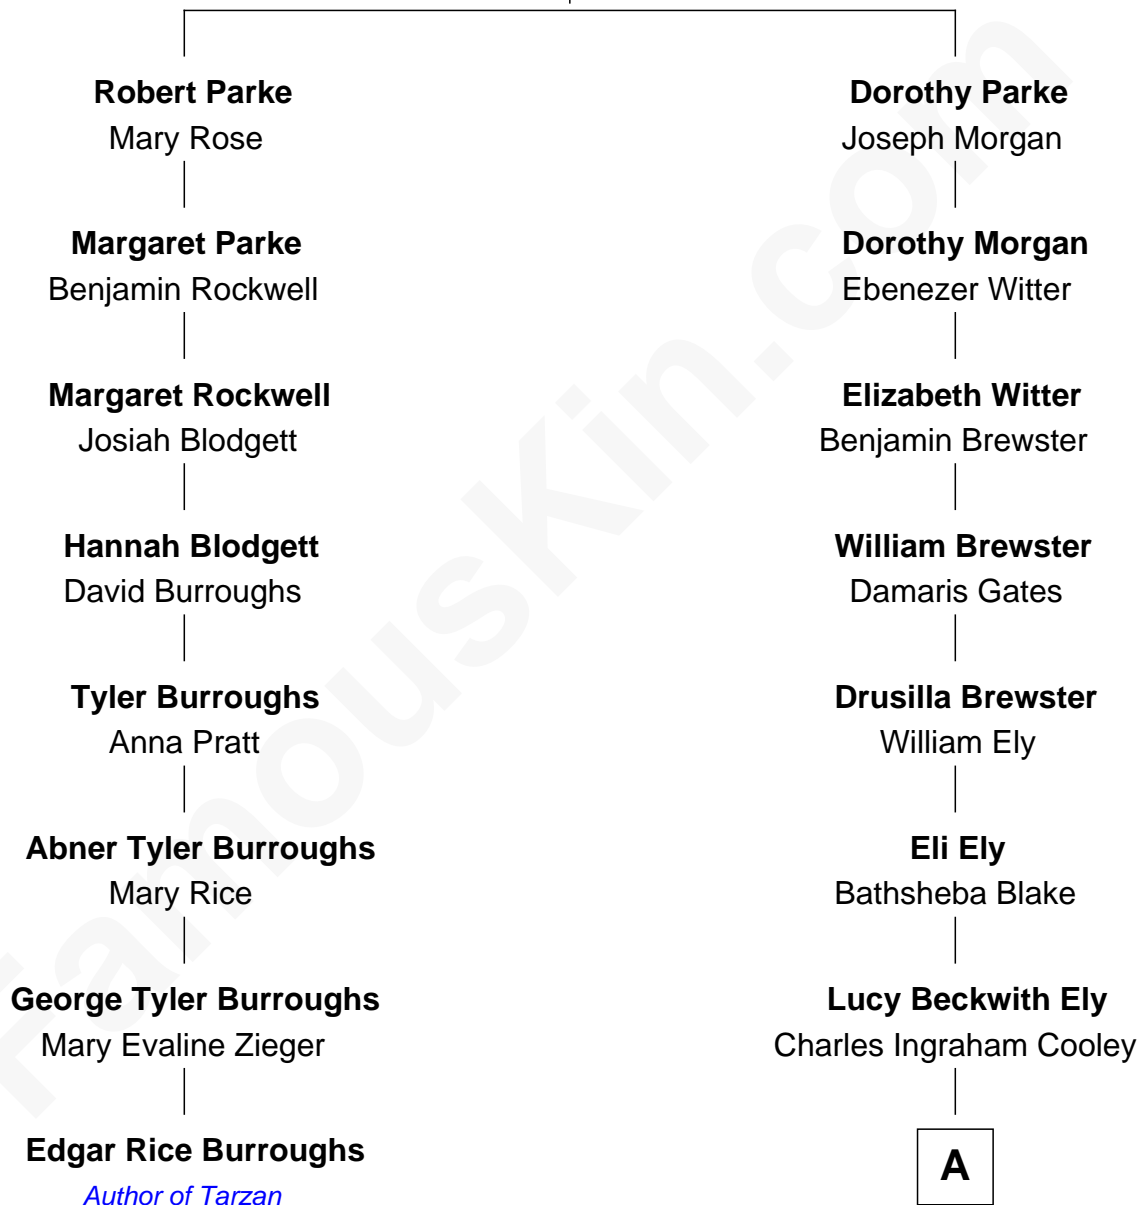 Robert Parke
Mary Rose
Margaret Parke
Benjamin Rockwell
Margaret Rockwell
Josiah Blodgett
Hannah Blodgett
David Burroughs
Tyler Burroughs
Anna Pratt
Abner Tyler Burroughs
Mary Rice
George Tyler Burroughs
Mary Evaline Zieger
Edgar Rice Burroughs
Author of Tarzan
Dorothy Parke
Joseph Morgan
Dorothy Morgan
Ebenezer Witter
Elizabeth Witter
Benjamin Brewster
William Brewster
Damaris Gates
Drusilla Brewster
William Ely
Eli Ely
Bathsheba Blake
Lucy Beckwith Ely
Charles Ingraham Cooley
A
FamousKin.com